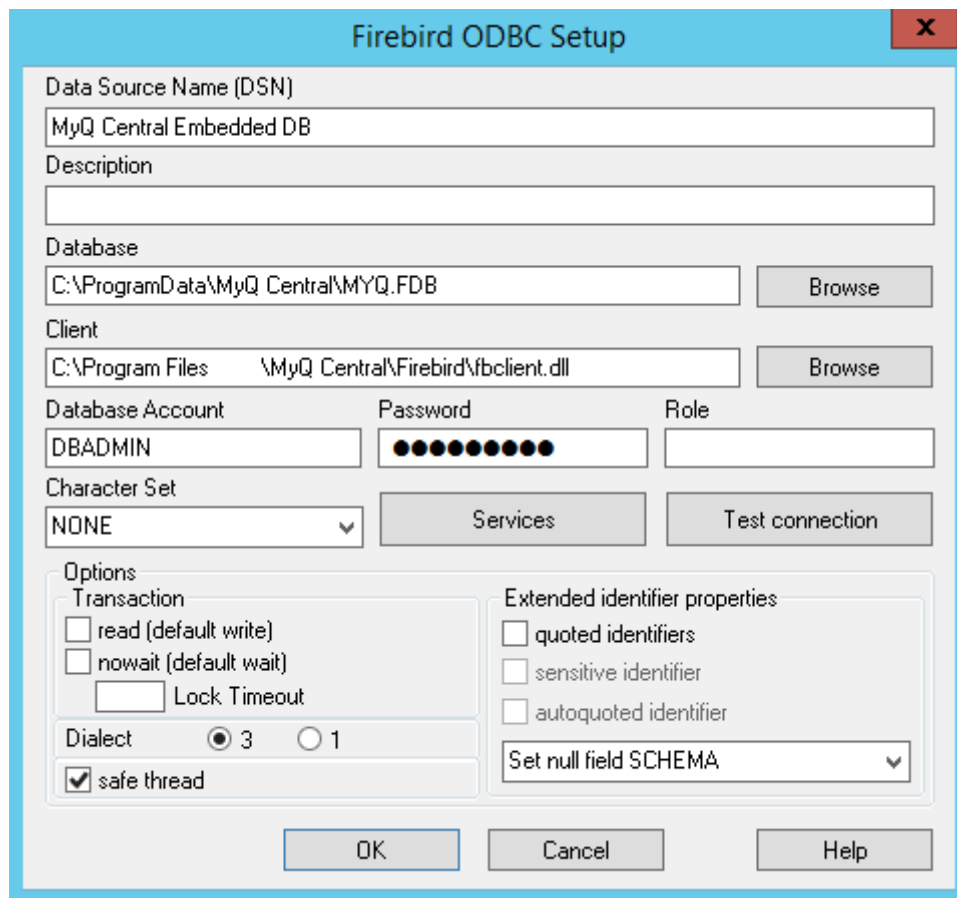 Firebird ODBC Setup
x
Data Source Name (DSN)
MyQ Central Embedded DB
Description
Database
C:\ProgramData\MyQ Central\MYQ.FDB
Browse
Client
C:\Program Files \MyQ Central\Firebird\fbclient.dll
Browse
Database Account Password Role
DBADMIN ●●●●●●●●●
Character Set
NONE Services Test connection
Options
Transaction
read (default write)
nowait (default wait)
Lock Timeout
Dialect 3 1
safe thread
Extended identifier properties
quoted identifiers
sensitive identifier
autoquoted identifier
Set null field SCHEMA
OK Cancel Help